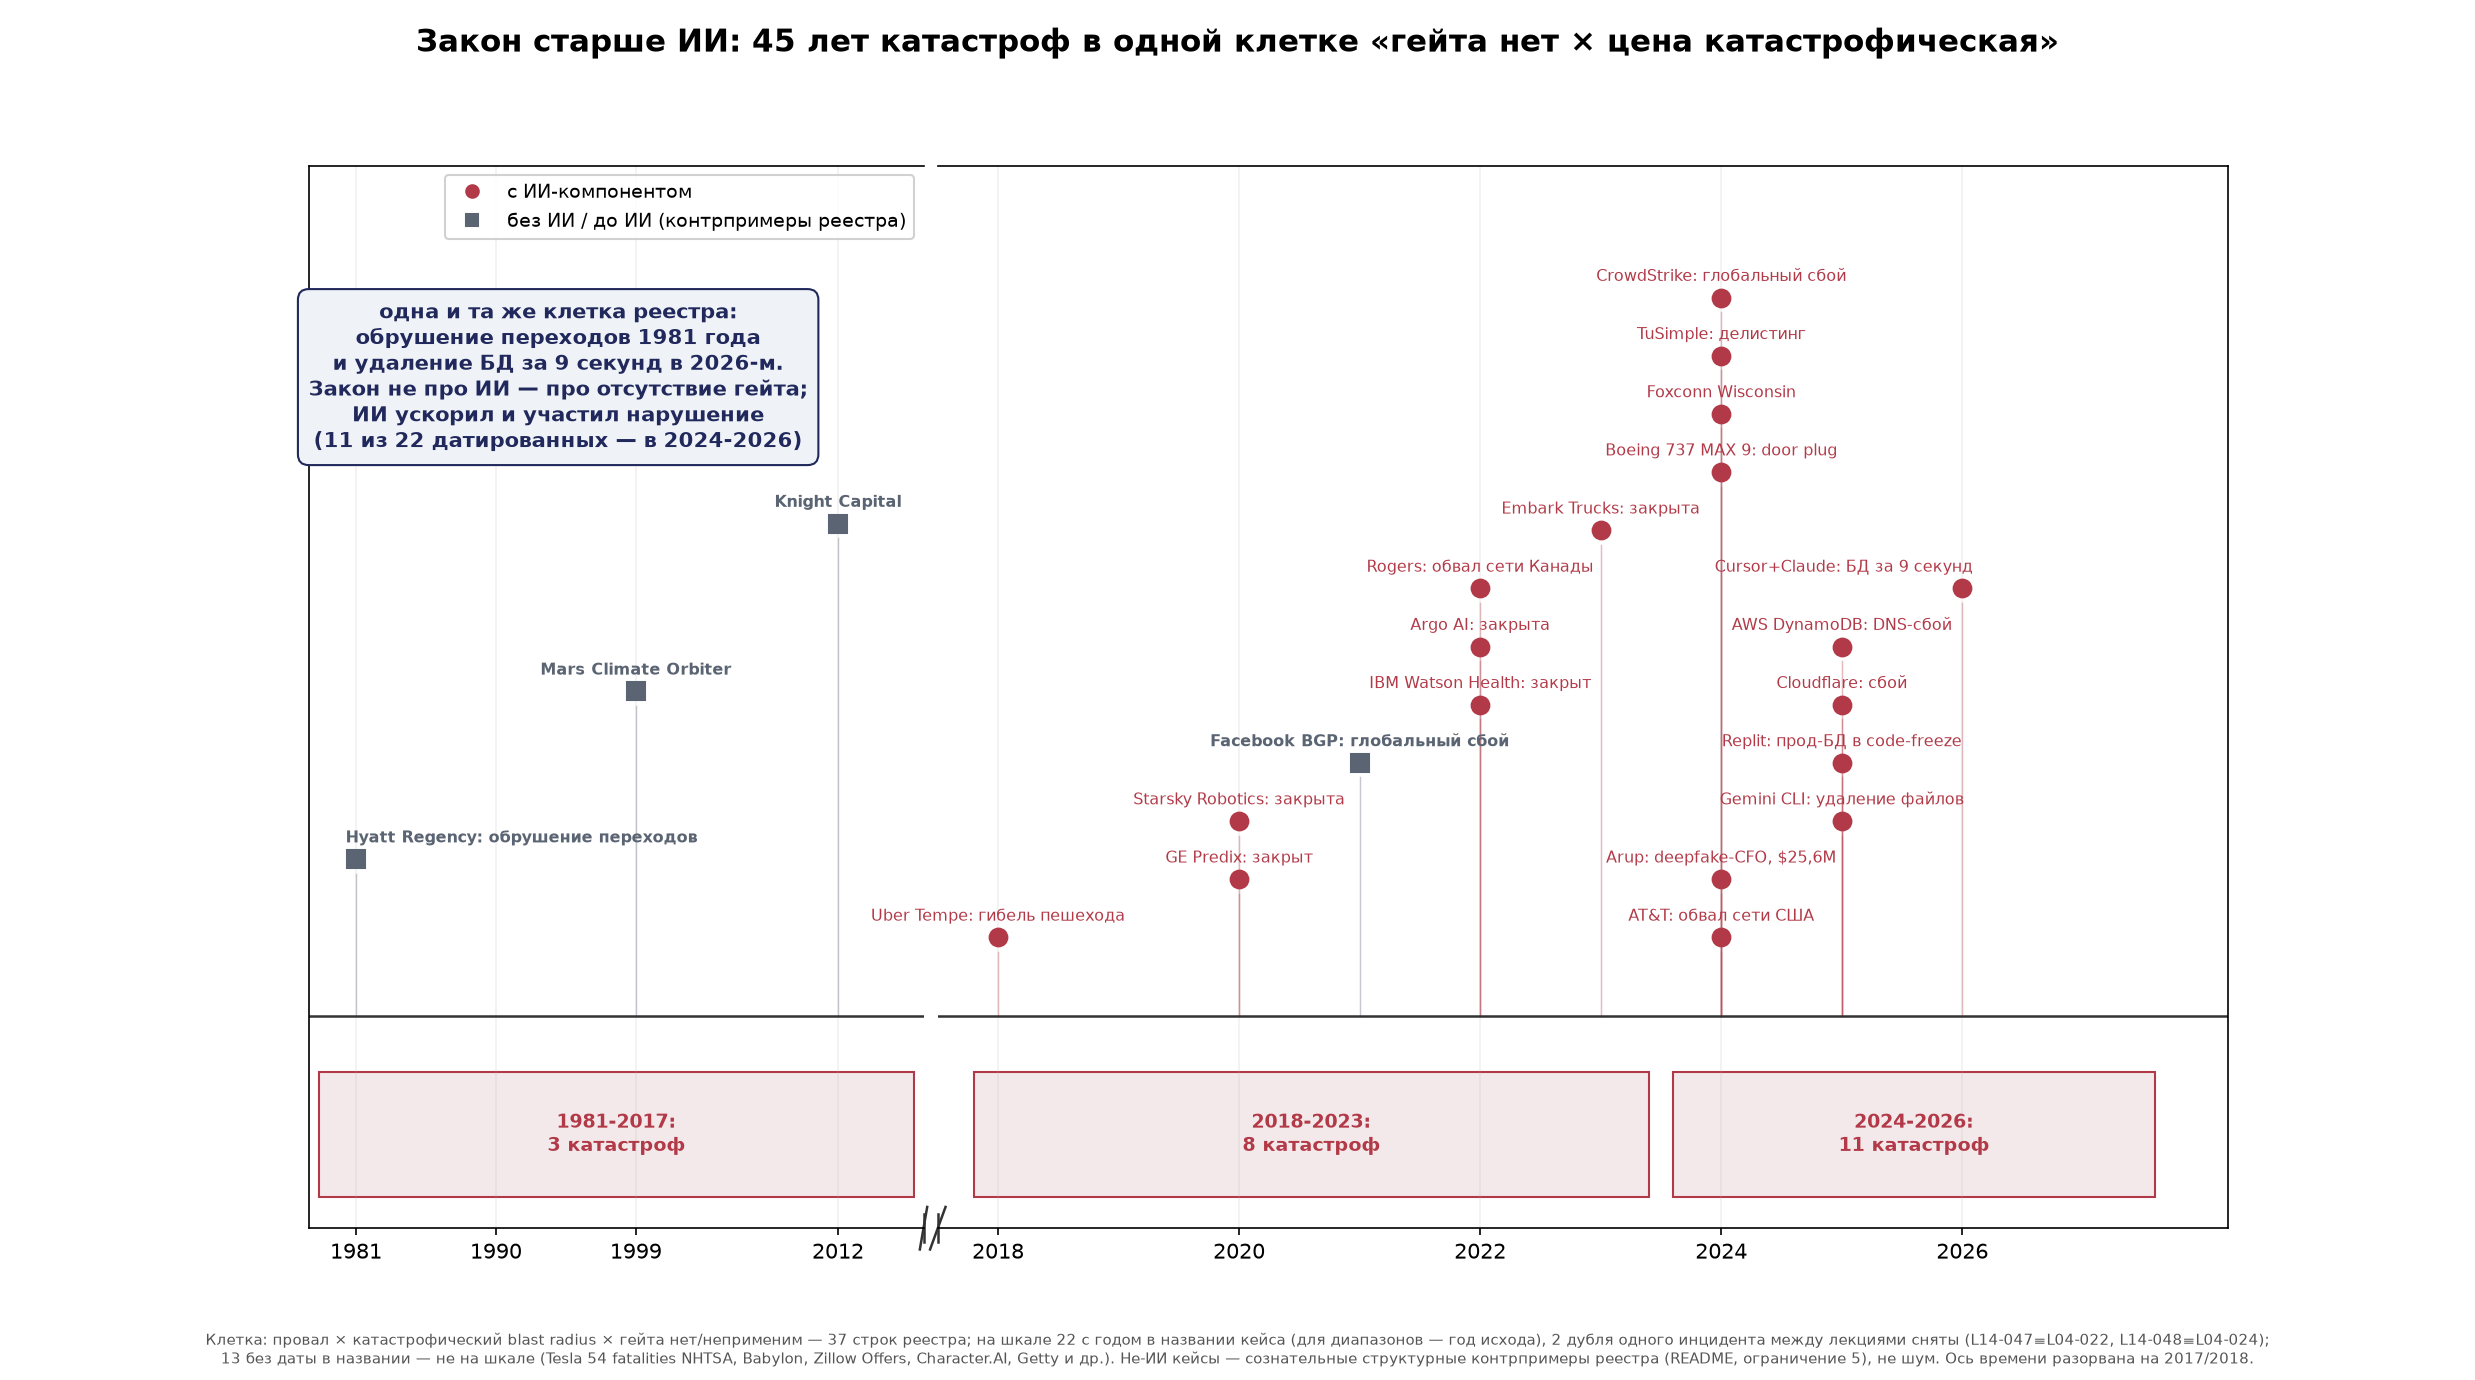 Закон старше ИИ: 45 лет катастроф в одной клетке «гейта нет × цена катастрофическая»
с ИИ-компонентом
без ИИ / до ИИ (контрпримеры реестра)
одна и та же клетка реестра:
обрушение переходов 1981 года
и удаление БД за 9 секунд в 2026-м.
Закон не про ИИ — про отсутствие гейта;
ИИ ускорил и участил нарушение
(11 из 22 датированных — в 2024-2026)
CrowdStrike: глобальный сбой
TuSimple: делистинг
Foxconn Wisconsin
Boeing 737 MAX 9: door plug
Knight Capital
Embark Trucks: закрыта
Rogers: обвал сети Канады
Cursor+Claude: БД за 9 секунд
Argo AI: закрыта
AWS DynamoDB: DNS-сбой
Mars Climate Orbiter
IBM Watson Health: закрыт
Cloudflare: сбой
Facebook BGP: глобальный сбой
Replit: прод-БД в code-freeze
Starsky Robotics: закрыта
Gemini CLI: удаление файлов
Hyatt Regency: обрушение переходов
GE Predix: закрыт
Arup: deepfake-CFO, $25,6M
Uber Tempe: гибель пешехода
AT&T: обвал сети США
1981-2017:
3 катастроф
2018-2023:
8 катастроф
2024-2026:
11 катастроф
1981 1990 1999 2012 2018 2020 2022 2024 2026
Клетка: провал × катастрофический blast radius × гейта нет/неприменим — 37 строк реестра; на шкале 22 с годом в названии кейса (для диапазонов — год исхода), 2 дубля одного инцидента между лекциями сняты (L14-047≡L04-022, L14-048≡L04-024);
13 без даты в названии — не на шкале (Tesla 54 fatalities NHTSA, Babylon, Zillow Offers, Character.AI, Getty и др.). Не-ИИ кейсы — сознательные структурные контрпримеры реестра (README, ограничение 5), не шум. Ось времени разорвана на 2017/2018.